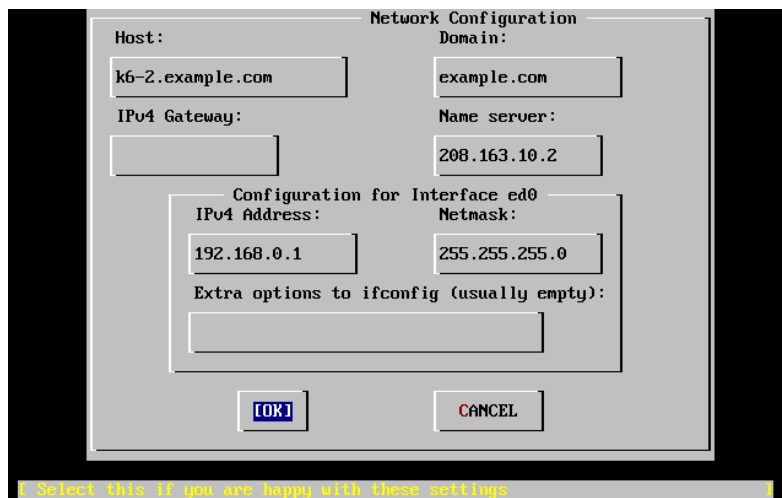 Network Configuration
Host: Domain:
k6-2.example.com example.com
IPv4 Gateway: Name server:
208.163.10.2
Configuration for Interface ed0
IPv4 Address: Netmask:
192.168.0.1 255.255.255.0
Extra options to ifconfig (usually empty):
[OK] CANCEL
[ Select this if you are happy with these settings ]